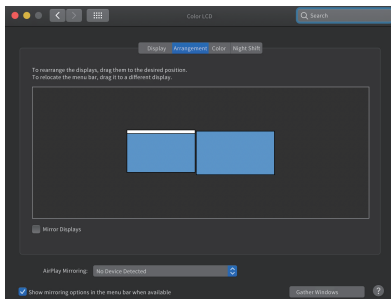 Color LCD
Search
Display Arrangement Color Night Shift
To rearrange the displays, drag them to the desired position.
To relocate the menu bar, drag it to a different display.
Mirror Displays
AirPlay Mirroring: No Device Detected
Show mirroring options in the menu bar when available
Gather Windows
?